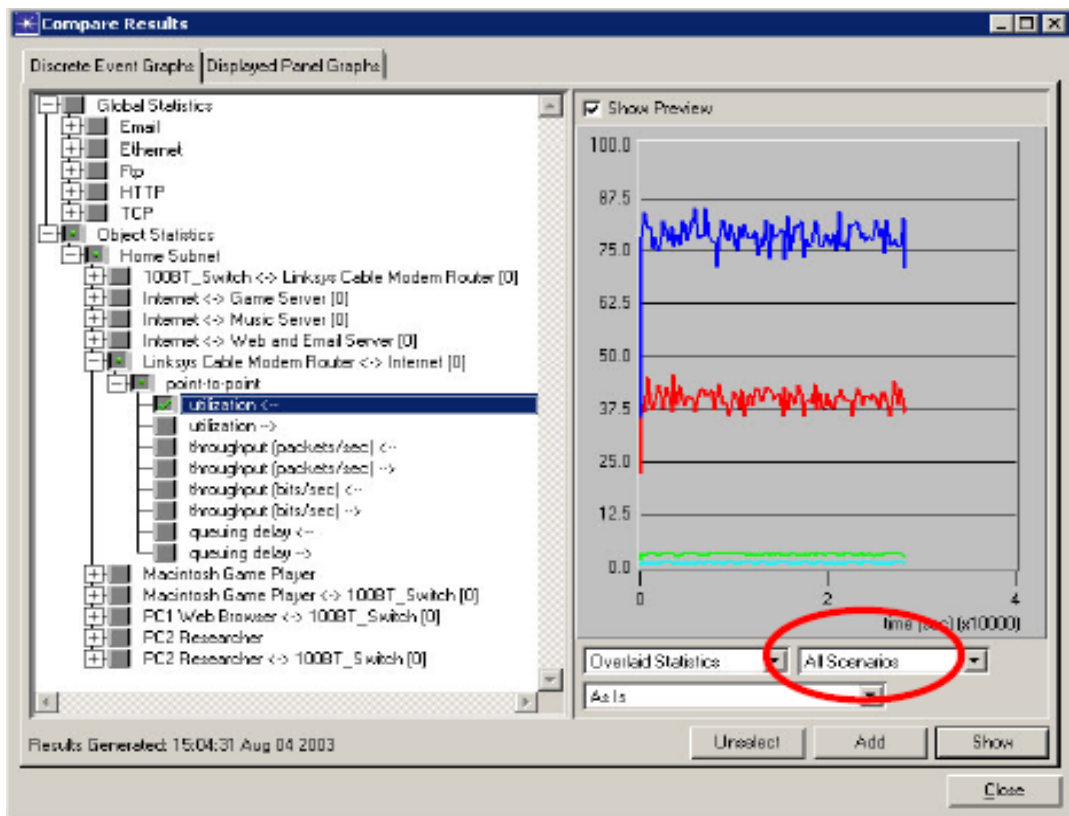 Compare Results
Discrete Event Graphs
Displayed Panel Graphs
Global Statistics
Email
Ethernet
Ftp
HTTP
TCP
Object Statistics
Home Subnet
100BT_Switch <-> Linksys Cable Modem Router [0]
Internet <-> Game Server [0]
Internet <-> Music Server [0]
Internet <-> Web and Email Server [0]
Linksys Cable Modem Router <-> Internet [0]
point-to-point
utilization <--
utilization -->
throughput (packets/sec) <--
throughput (packets/sec) -->
throughput (bits/sec) <--
throughput (bits/sec) -->
queuing delay <--
queuing delay -->
Macintosh Game Player
Macintosh Game Player <-> 100BT_Switch [0]
PC1 Web Browser <-> 100BT_Switch [0]
PC2 Researcher
PC2 Researcher <-> 100BT_Switch [0]
Show Preview
100.0
87.5
75.0
62.5
50.0
37.5
25.0
12.5
0.0
0 2 4
time (sec) (x10000)
Overlaid Statistics
All Scenarios
As Is
Results Generated: 15:04:31 Aug 04 2003
Unselect
Add
Show
Close